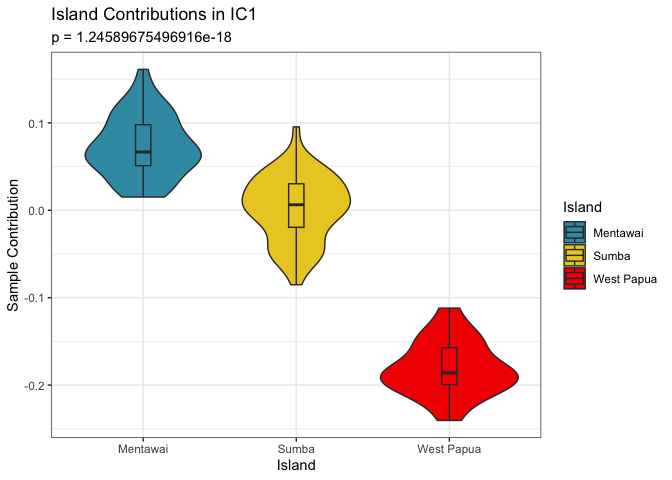 Island Contributions in IC1
p = 1.24589675496916e-18
Sample Contribution
0.1
0.0
-0.1
-0.2
Mentawai
Sumba
West Papua
Island
Island
Mentawai
Sumba
West Papua